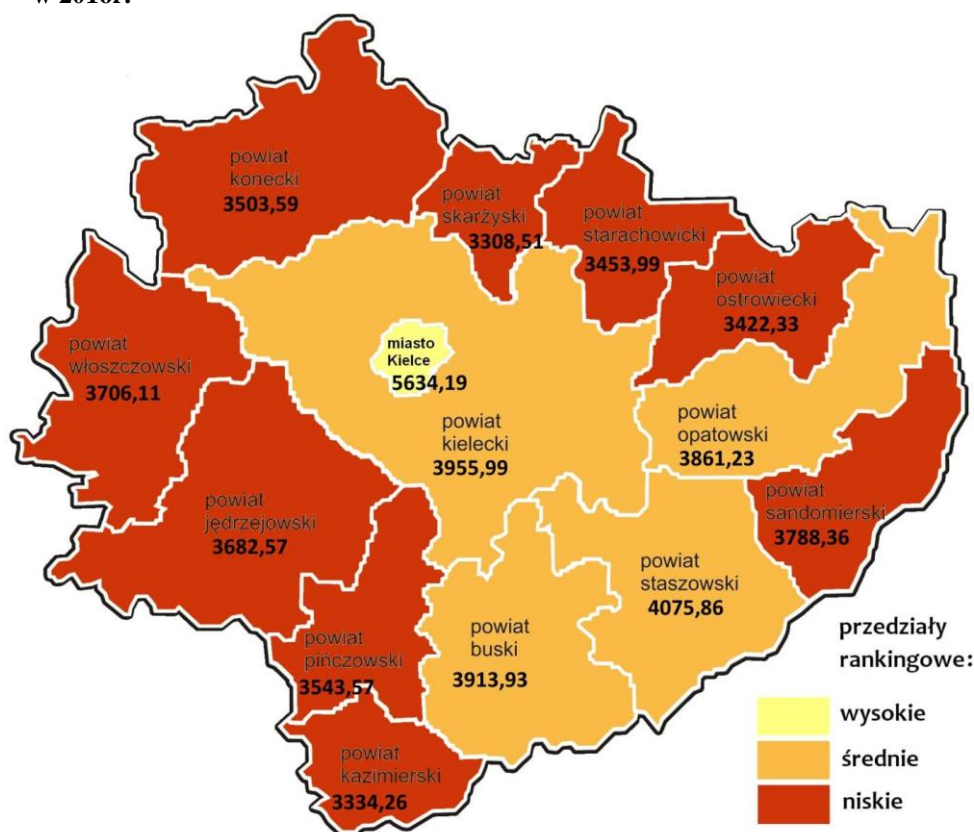 w 2016r.
powiat
konecki
3503,59
powiat
skarżyski
3308,51
powiat
starachowicki
3453,99
powiat
ostrowiecki
3422,33
powiat
włoszczowski
3706,11
miasto
Kielce
5634,19
powiat
kielecki
3955,99
powiat
opatowski
3861,23
powiat
sandomierski
3788,36
powiat
jędrzejowski
3682,57
powiat
staszowski
4075,86
powiat
pińczowski
3543,57
powiat
buski
3913,93
powiat
kazimierski
3334,26
przedziały
rankingowe:
wysokie
średnie
niskie